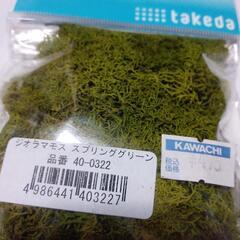 takeda
ジオラマモス スプリンググリーン
品番 40-0322
4986441403227
KAWACHI
税込
価格